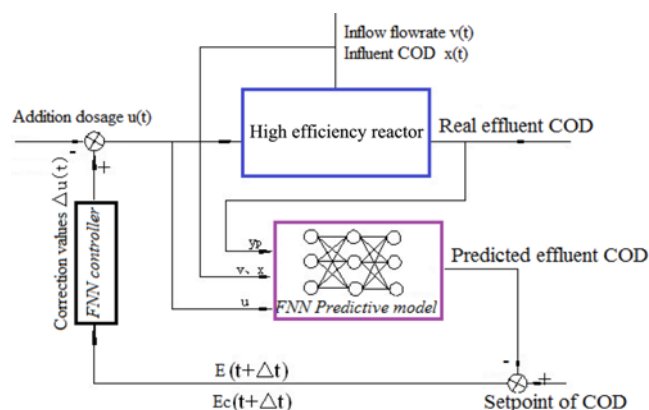 Inflow flowrate v(t)
Influent COD x(t)
Addition dosage u(t)
High efficiency reactor
Real effluent COD
-
+
Correction values △u(t)
FNN controller
yp
v、x
u
FNN Predictive model
Predicted effluent COD
E(t+△t)
Ec(t+△t)
-
+
Setpoint of COD